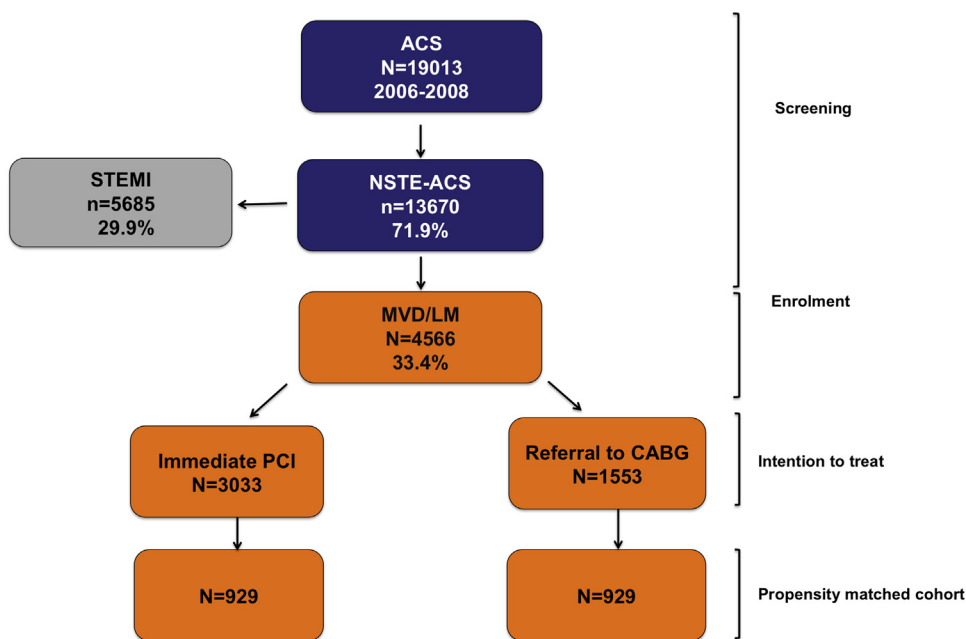 ACS
N=19013
2006-2008
Screening
STEMI
n=5685
29.9%
NSTE-ACS
n=13670
71.9%
Enrolment
MVD/LM
N=4566
33.4%
Immediate PCI
N=3033
Referral to CABG
N=1553
Intention to treat
N=929
N=929
Propensity matched cohort